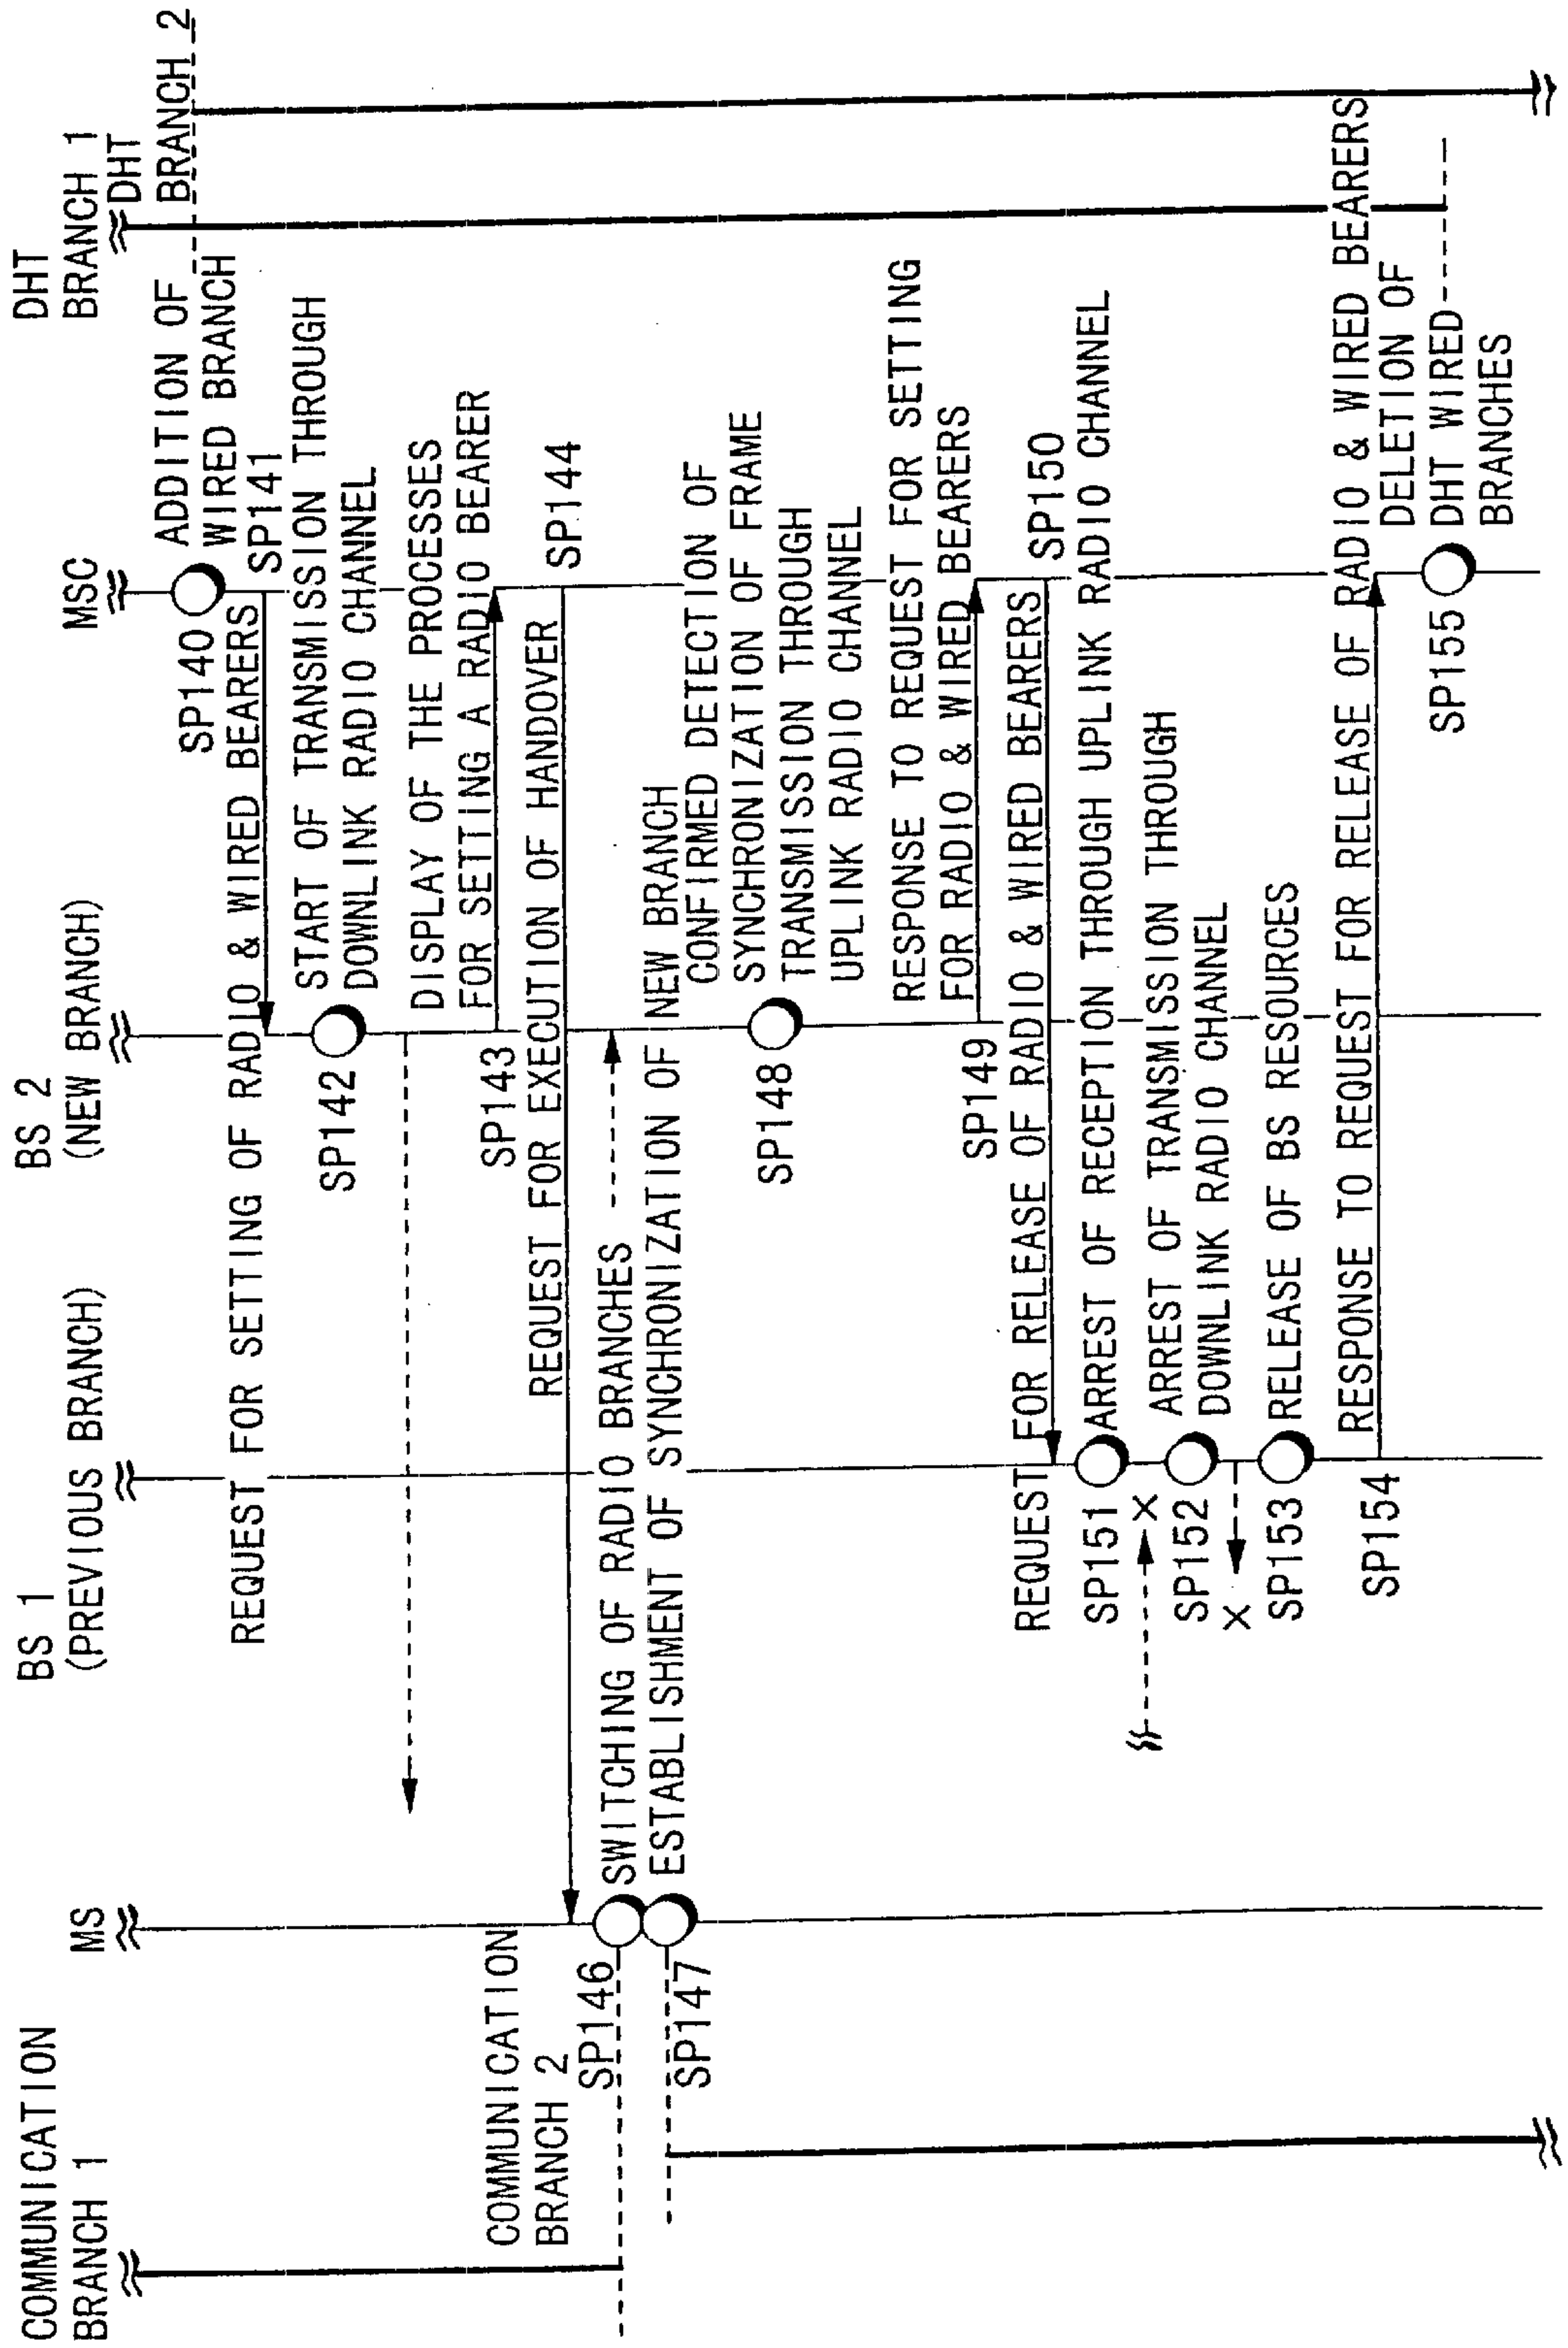 COMMUNICATION
BRANCH 1
MS
BS 1
(PREVIOUS BRANCH)
BS 2
(NEW BRANCH)
MSC
DHT
BRANCH 1
DHT
BRANCH 2
SP140
ADDITION OF
WIRED BRANCH
REQUEST FOR SETTING OF RADIO & WIRED BEARERS
SP141
SP142
START OF TRANSMISSION THROUGH
DOWNLINK RADIO CHANNEL
DISPLAY OF THE PROCESSES
FOR SETTING A RADIO BEARER
SP143
REQUEST FOR EXECUTION OF HANDOVER
SP144
COMMUNICATION
BRANCH 2
SP146
SWITCHING OF RADIO BRANCHES
ESTABLISHMENT OF SYNCHRONIZATION OF NEW BRANCH
SP147
SP148
CONFIRMED DETECTION OF
SYNCHRONIZATION OF FRAME
TRANSMISSION THROUGH
UPLINK RADIO CHANNEL
RESPONSE TO REQUEST FOR SETTING
FOR RADIO & WIRED BEARERS
SP149
REQUEST FOR RELEASE OF RADIO & WIRED BEARERS
SP150
SP151
ARREST OF RECEPTION THROUGH UPLINK RADIO CHANNEL
X
SP152
ARREST OF TRANSMISSION THROUGH
DOWNLINK RADIO CHANNEL
X
SP153
RELEASE OF BS RESOURCES
RESPONSE TO REQUEST FOR RELEASE OF RADIO & WIRED BEARERS
SP154
SP155
DELETION OF
DHT WIRED
BRANCHES